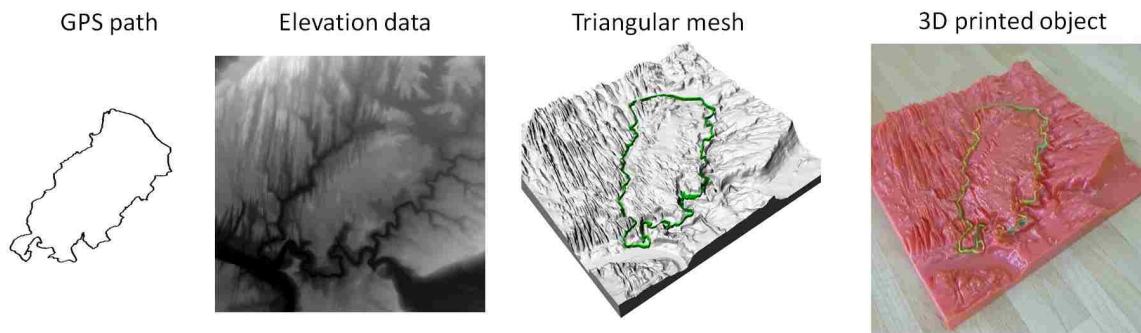 GPS path
Elevation data
Triangular mesh
3D printed object